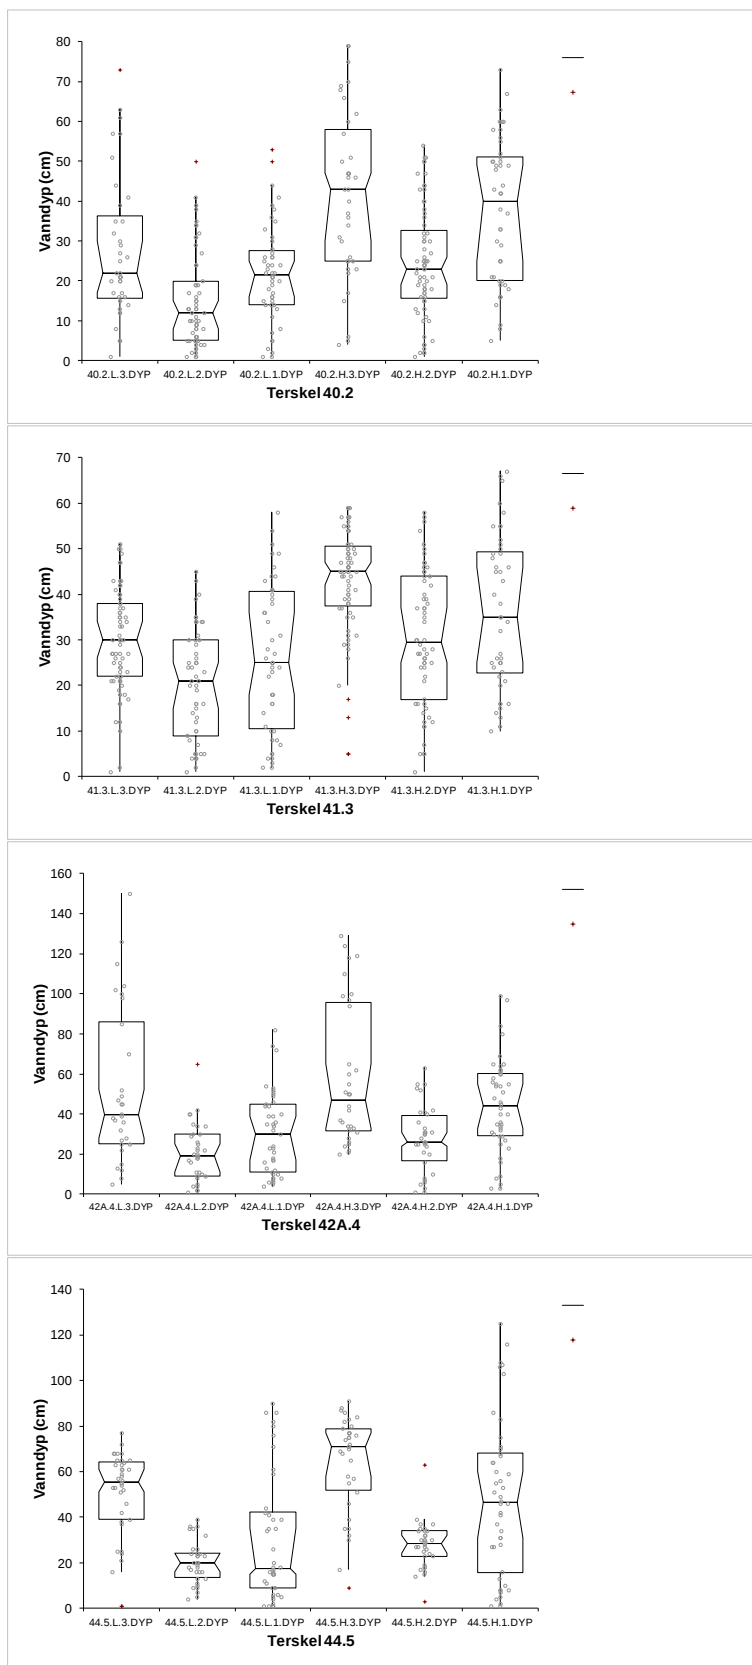 80
70
60
50
40
30
20
10
0
Vanndyp (cm)
40.2.L.3.DYP 40.2.L.2.DYP 40.2.L.1.DYP 40.2.H.3.DYP 40.2.H.2.DYP 40.2.H.1.DYP
Terskel 40.2
70
60
50
40
30
20
10
0
Vanndyp (cm)
41.3.L.3.DYP 41.3.L.2.DYP 41.3.L.1.DYP 41.3.H.3.DYP 41.3.H.2.DYP 41.3.H.1.DYP
Terskel 41.3
160
140
120
100
80
60
40
20
0
Vanndyp (cm)
42A.4.L.3.DYP 42A.4.L.2.DYP 42A.4.L.1.DYP 42A.4.H.3.DYP 42A.4.H.2.DYP 42A.4.H.1.DYP
Terskel 42A.4
140
120
100
80
60
40
20
0
Vanndyp (cm)
44.5.L.3.DYP 44.5.L.2.DYP 44.5.L.1.DYP 44.5.H.3.DYP 44.5.H.2.DYP 44.5.H.1.DYP
Terskel 44.5